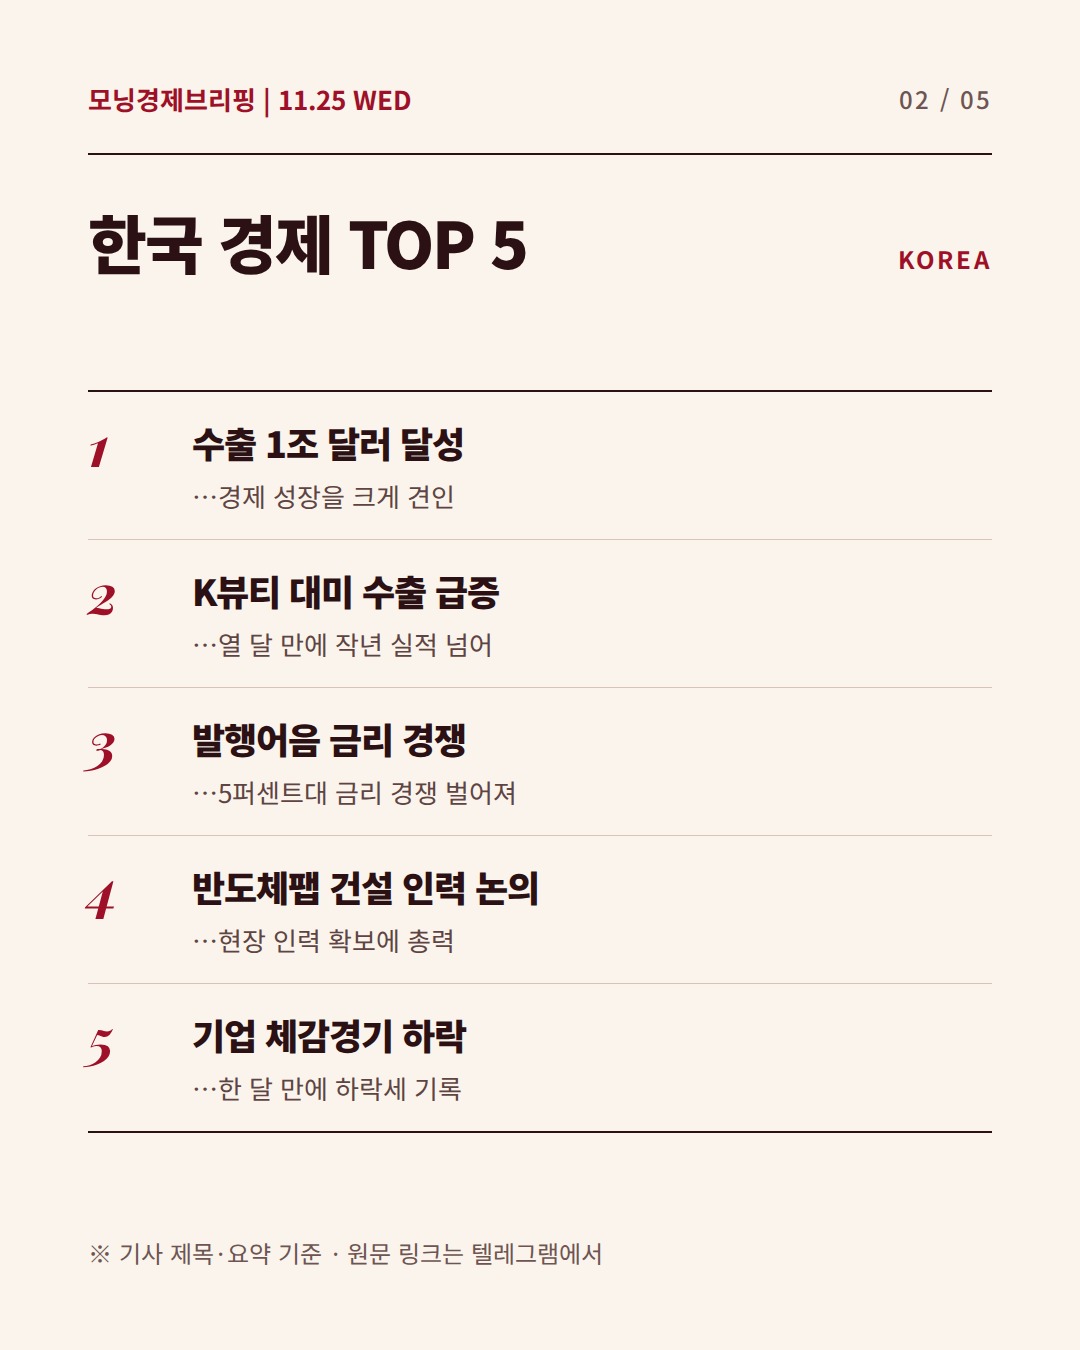 모닝경제브리핑 | 11.25 WED
02 / 05
한국 경제 TOP 5
KOREA
1
수출 1조 달러 달성
…경제 성장을 크게 견인
2
K뷰티 대미 수출 급증
…열 달 만에 작년 실적 넘어
3
발행어음 금리 경쟁
…5퍼센트대 금리 경쟁 벌어져
4
반도체팹 건설 인력 논의
…현장 인력 확보에 총력
5
기업 체감경기 하락
…한 달 만에 하락세 기록
※ 기사 제목·요약 기준 · 원문 링크는 텔레그램에서